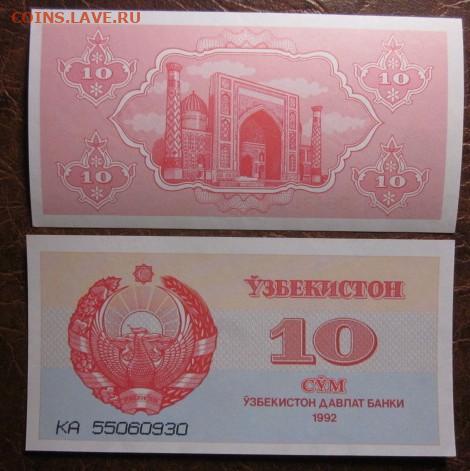 COINS.LAVE.RU
10 10
10 10
ЎЗБЕКИСТОН
10
СЎМ
ЎЗБЕКИСТОН ДАВЛАТ БАНКИ
1992
КА 55060930